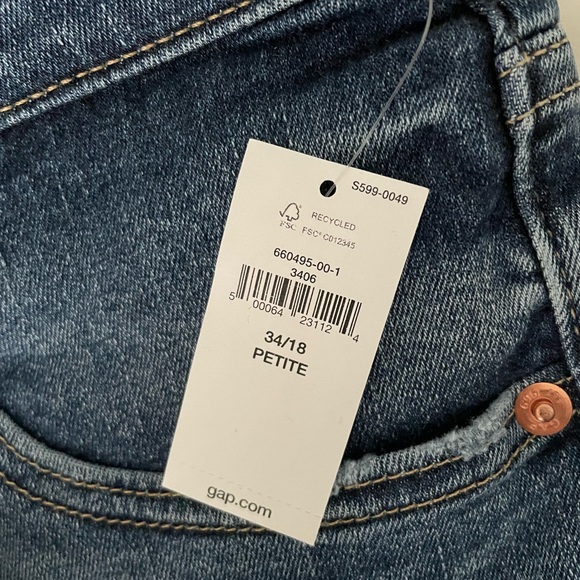 S599-0049
RECYCLED
FSC FSC® C012345
660495-00-1
3406
5 00064 23112 4
34/18
PETITE
gap.com